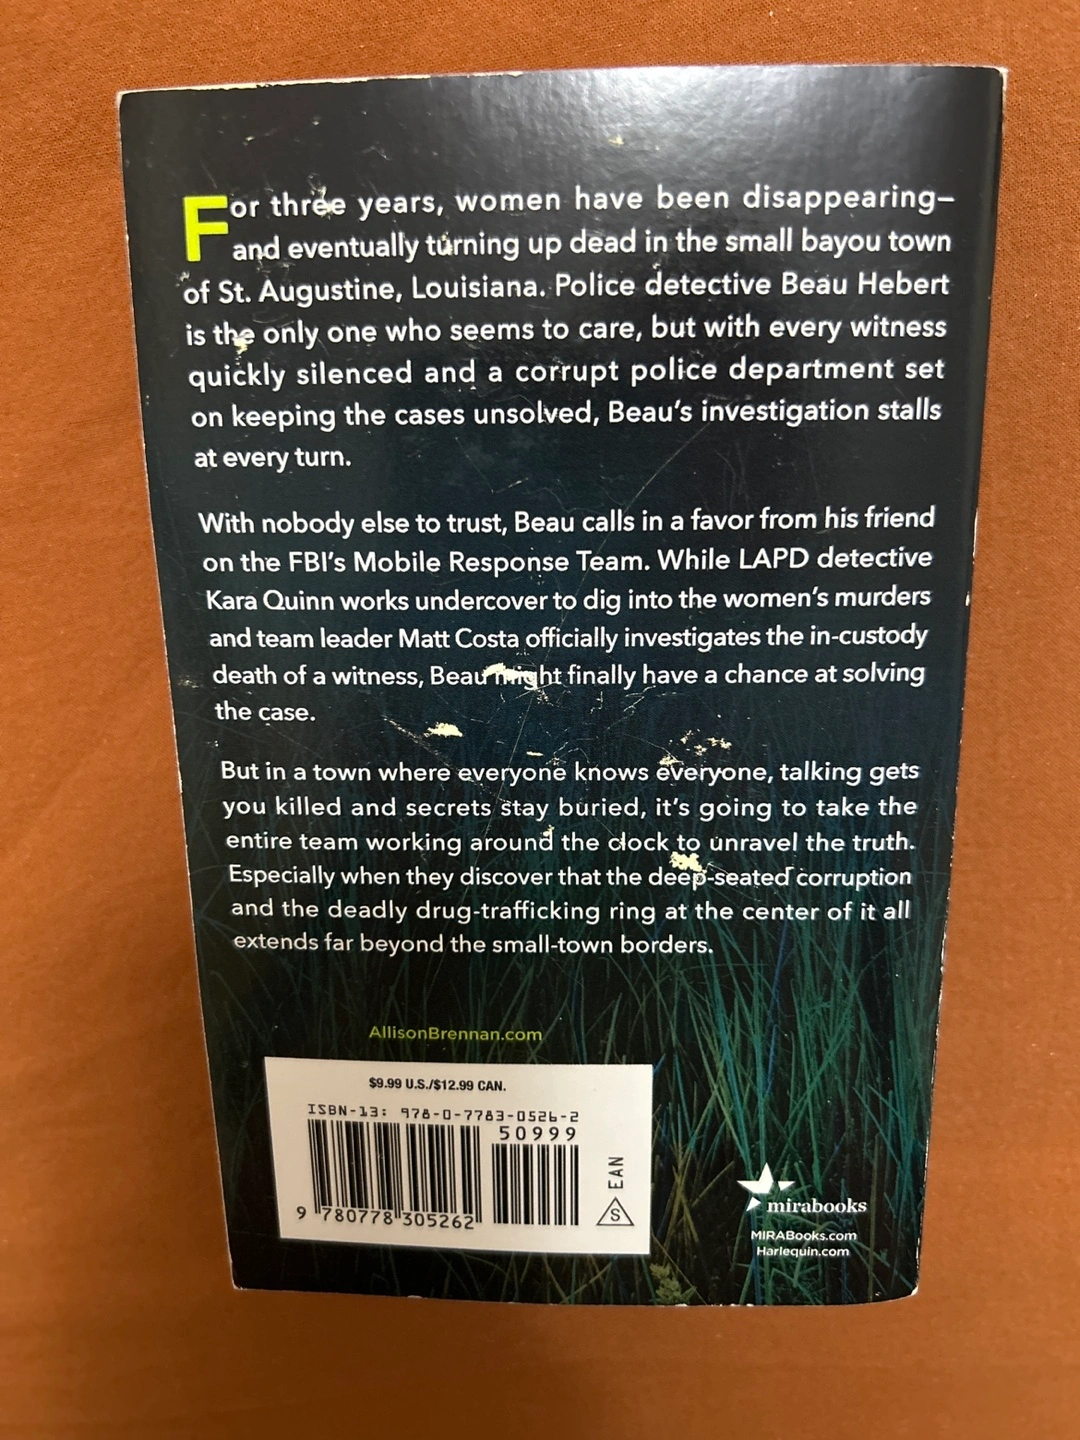 For three years, women have been disappearing—
and eventually turning up dead in the small bayou town
of St. Augustine, Louisiana. Police detective Beau Hebert
is the only one who seems to care, but with every witness
quickly silenced and a corrupt police department set
on keeping the cases unsolved, Beau's investigation stalls
at every turn.
With nobody else to trust, Beau calls in a favor from his friend
on the FBI's Mobile Response Team. While LAPD detective
Kara Quinn works undercover to dig into the women's murders
and team leader Matt Costa officially investigates the in-custody
death of a witness, Beau might finally have a chance at solving
the case.
But in a town where everyone knows everyone, talking gets
you killed and secrets stay buried, it's going to take the
entire team working around the clock to unravel the truth.
Especially when they discover that the deep-seated corruption
and the deadly drug-trafficking ring at the center of it all
extends far beyond the small-town borders.
AllisonBrennan.com
$9.99 U.S./$12.99 CAN.
ISBN-13: 978-0-7783-0526-2
50999
9 780778 305262
EAN
S
mirabooks
MIRABooks.com
Harlequin.com